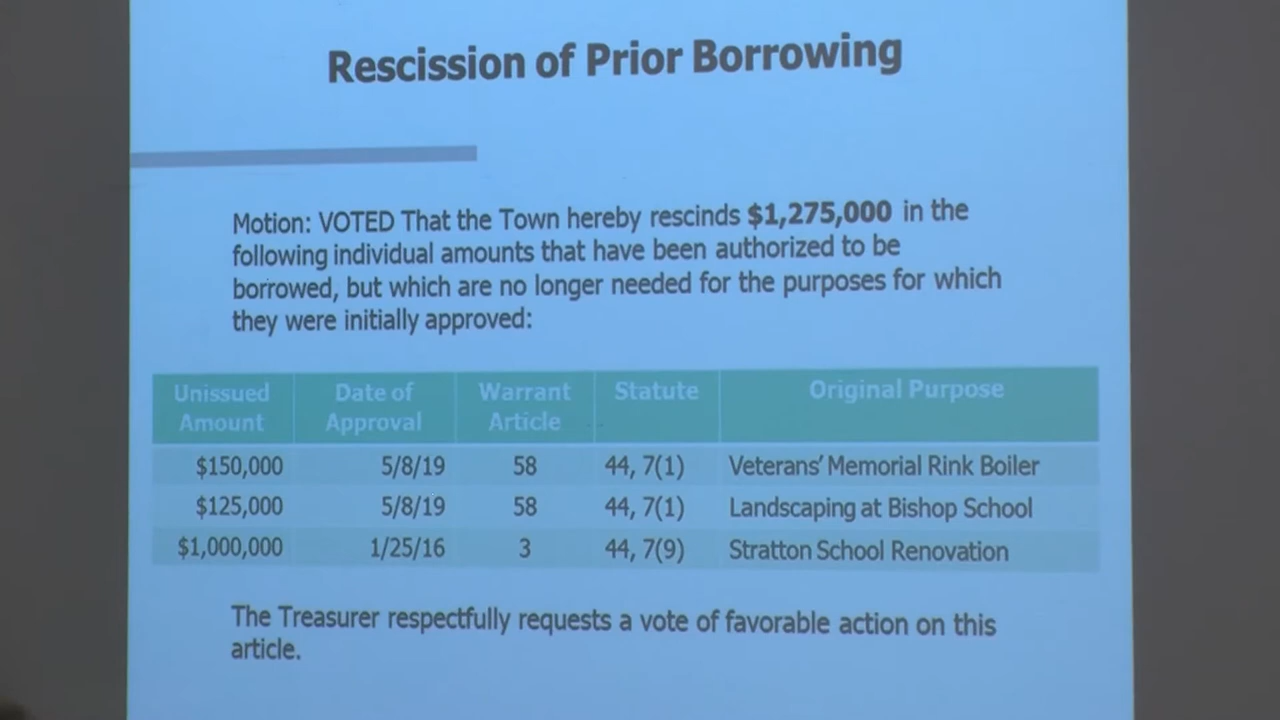 Rescission of Prior Borrowing
Motion: VOTED That the Town hereby rescinds $1,275,000 in the
following individual amounts that have been authorized to be
borrowed, but which are no longer needed for the purposes for which
they were initially approved:
Unissued Amount Date of Approval Warrant Article Statute Original Purpose
$150,000 5/8/19 58 44, 7(1) Veterans’ Memorial Rink Boiler
$125,000 5/8/19 58 44, 7(1) Landscaping at Bishop School
$1,000,000 1/25/16 3 44, 7(9) Stratton School Renovation
The Treasurer respectfully requests a vote of favorable action on this
article.